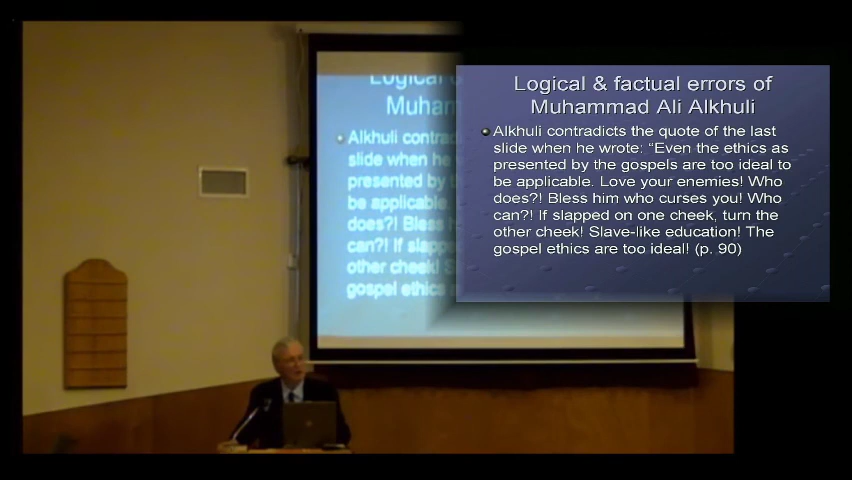 Logical & factual errors of
Muhammad Ali Alkhuli
Alkhuli contradicts the quote of the last
slide when he wrote: “Even the ethics as
presented by the gospels are too ideal to
be applicable. Love your enemies! Who
does?! Bless him who curses you! Who
can?! If slapped on one cheek, turn the
other cheek! Slave-like education! The
gospel ethics are too ideal! (p. 90)
Logical
Muham
Alkhuli contrad
slide when he
presented by
be applicable.
does?! Bless h
can?! If slapped
other cheek! S
gospel ethics